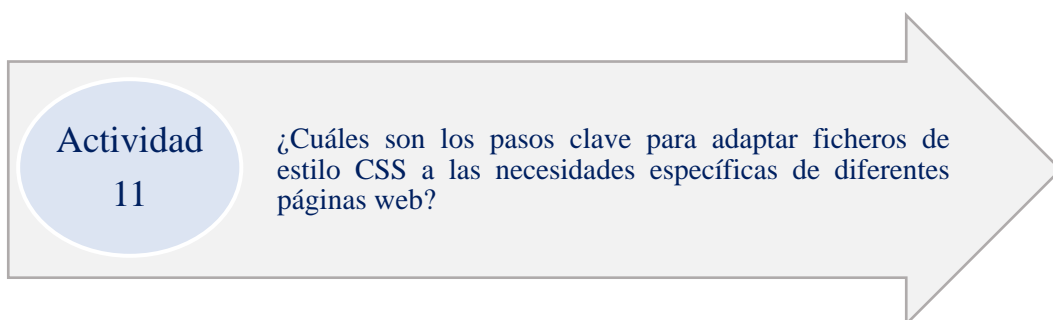 Actividad
11
¿Cuáles son los pasos clave para adaptar ficheros de
estilo CSS a las necesidades específicas de diferentes
páginas web?